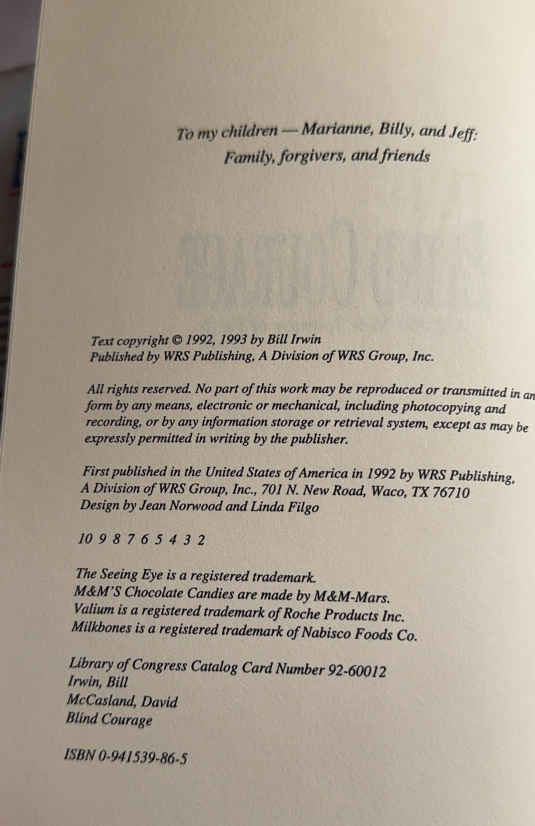 To my children — Marianne, Billy, and Jeff:
Family, forgivers, and friends
Text copyright © 1992, 1993 by Bill Irwin
Published by WRS Publishing, A Division of WRS Group, Inc.
All rights reserved. No part of this work may be reproduced or transmitted in an
form by any means, electronic or mechanical, including photocopying and
recording, or by any information storage or retrieval system, except as may be
expressly permitted in writing by the publisher.
First published in the United States of America in 1992 by WRS Publishing,
A Division of WRS Group, Inc., 701 N. New Road, Waco, TX 76710
Design by Jean Norwood and Linda Filgo
10 9 8 7 6 5 4 3 2
The Seeing Eye is a registered trademark.
M&M'S Chocolate Candies are made by M&M-Mars.
Valium is a registered trademark of Roche Products Inc.
Milkbones is a registered trademark of Nabisco Foods Co.
Library of Congress Catalog Card Number 92-60012
Irwin, Bill
McCasland, David
Blind Courage
ISBN 0-941539-86-5